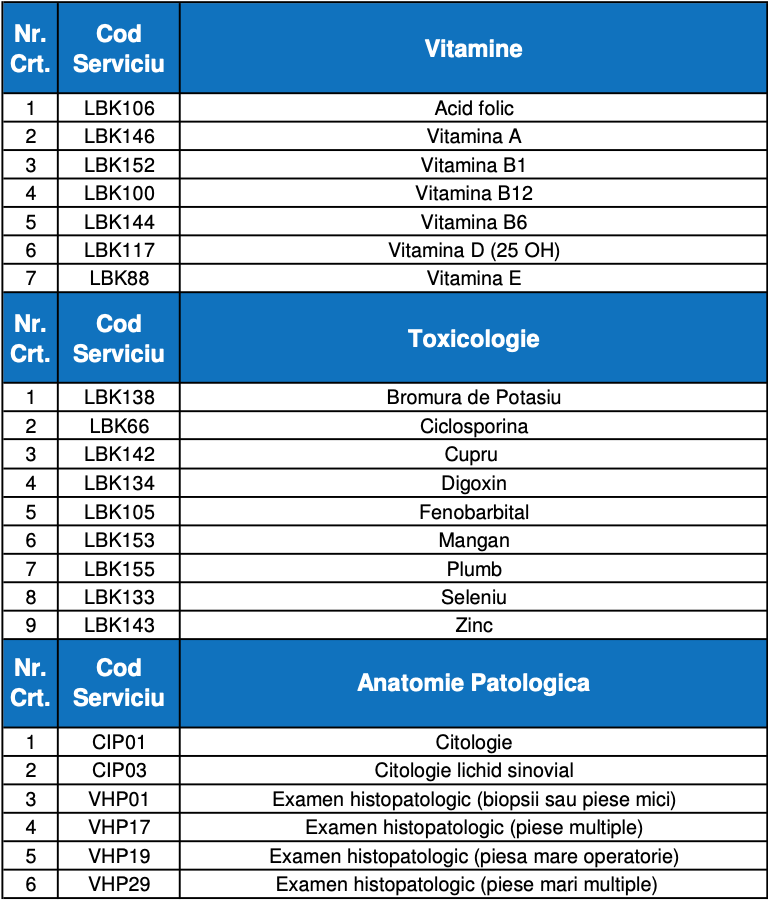 Nr. Crt. Cod Serviciu Vitamine
1 LBK106 Acid folic
2 LBK146 Vitamina A
3 LBK152 Vitamina B1
4 LBK100 Vitamina B12
5 LBK144 Vitamina B6
6 LBK117 Vitamina D (25 OH)
7 LBK88 Vitamina E
Nr. Crt. Cod Serviciu Toxicologie
1 LBK138 Bromura de Potasiu
2 LBK66 Ciclosporina
3 LBK142 Cupru
4 LBK134 Digoxin
5 LBK105 Fenobarbital
6 LBK153 Mangan
7 LBK155 Plumb
8 LBK133 Seleniu
9 LBK143 Zinc
Nr. Crt. Cod Serviciu Anatomie Patologica
1 CIP01 Citologie
2 CIP03 Citologie lichid sinovial
3 VHP01 Examen histopatologic (biopsii sau piese mici)
4 VHP17 Examen histopatologic (piese multiple)
5 VHP19 Examen histopatologic (piesa mare operatorie)
6 VHP29 Examen histopatologic (piese mari multiple)